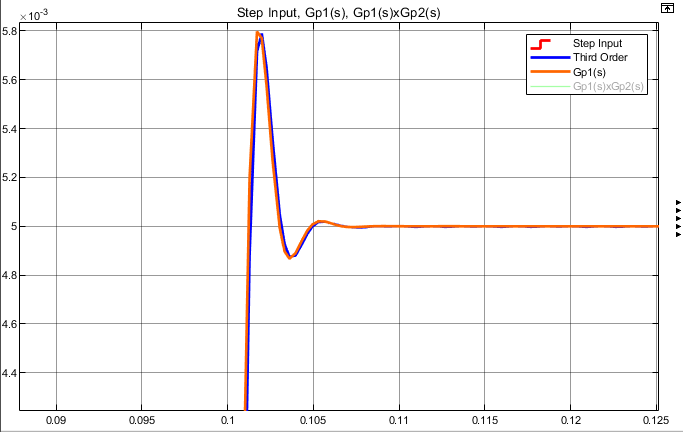 Step Input, Gp1(s), Gp1(s)xGp2(s)
×10⁻³
5.8
5.6
5.4
5.2
5
4.8
4.6
4.4
Step Input
Third Order
Gp1(s)
Gp1(s)xGp2(s)
0.09 0.095 0.1 0.105 0.11 0.115 0.12 0.125